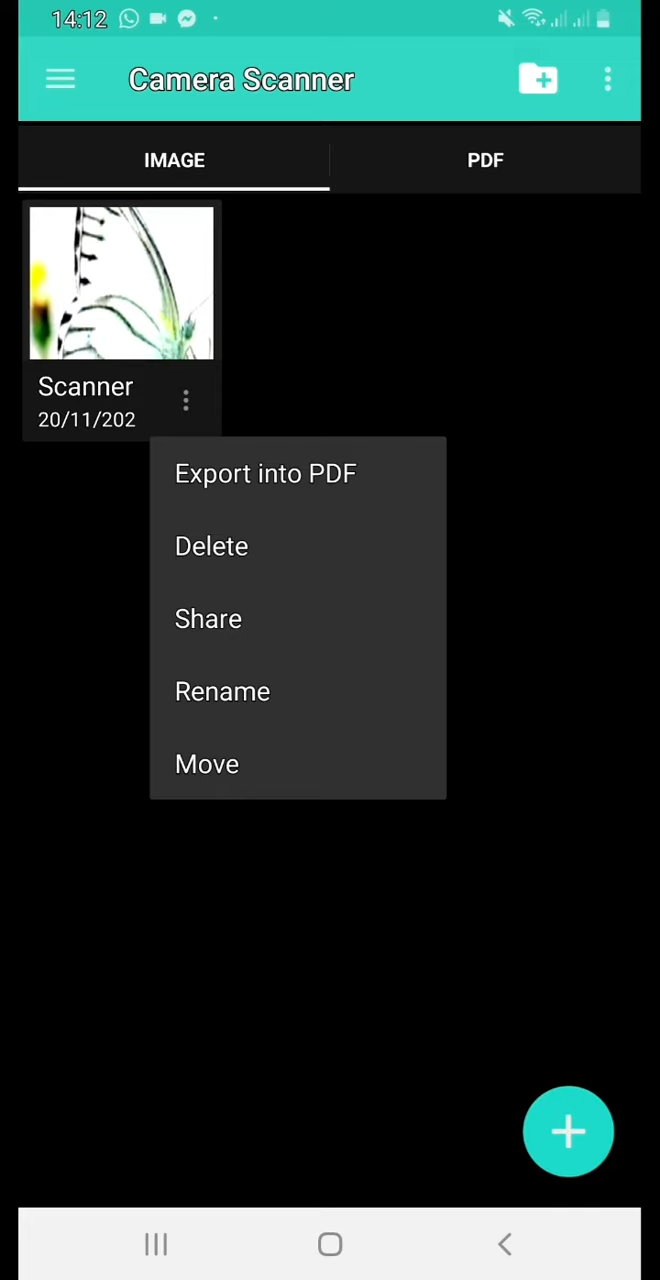 14:12
Camera Scanner
IMAGE
PDF
Scanner
20/11/202
Export into PDF
Delete
Share
Rename
Move